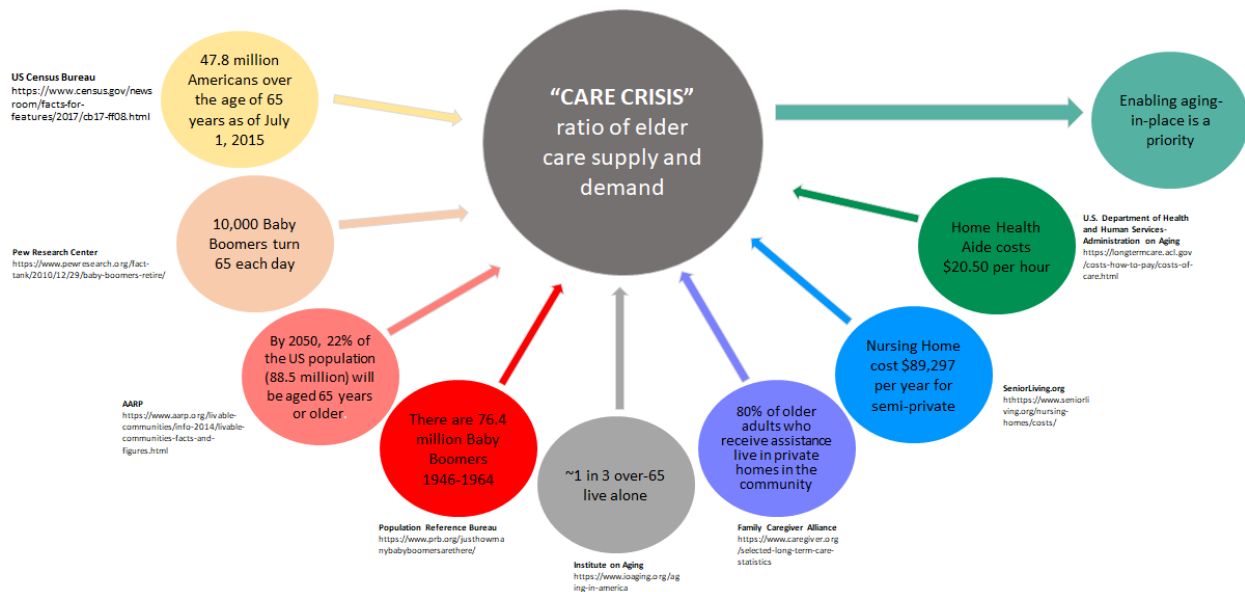 US Census Bureau
https://www.census.gov/news
room/facts-for-
features/2017/cb17-ff08.html
47.8 million
Americans over
the age of 65
years as of July
1, 2015
“CARE CRISIS”
ratio of elder
care supply and
demand
Enabling aging-
in-place is a
priority
Pew Research Center
https://www.pewresearch.org/fact-
tank/2010/12/29/baby-boomers-retire/
10,000 Baby
Boomers turn
65 each day
Home Health
Aide costs
$20.50 per hour
U.S. Department of Health
and Human Services-
Administration on Aging
https://longtermcare.acl.gov
/costs-how-to-pay/costs-of-
care.html
AARP
https://www.aarp.org/livable-
communities/info-2014/livable-
communities-facts-and-
figures.html
By 2050, 22% of
the US population
(88.5 million) will
be aged 65 years
or older.
Nursing Home
cost $89,297
per year for
semi-private
SeniorLiving.org
hthttps://www.seniorli
ving.org/nursing-
homes/costs/
There are 76.4
million Baby
Boomers
1946-1964
Population Reference Bureau
https://www.prb.org/justhowma
nybabyboomersarethere/
~1 in 3 over-65
live alone
Institute on Aging
https://www.ioaging.org/ag
ing-in-america
80% of older
adults who
receive assistance
live in private
homes in the
community
Family Caregiver Alliance
https://www.caregiver.org
/selected-long-term-care-
statistics